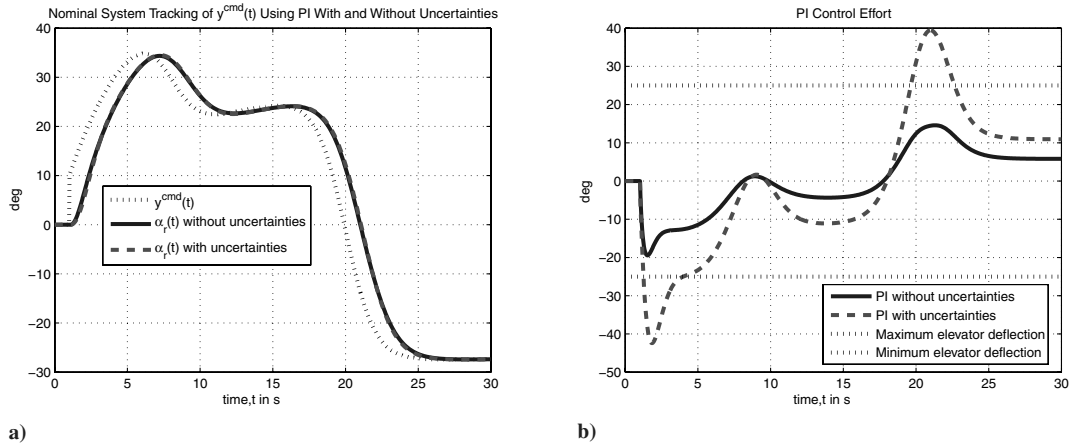 Nominal System Tracking of y^cmd(t) Using PI With and Without Uncertainties
40
30
20
10
0
−10
−20
−30
deg
y^cmd(t)
α_r(t) without uncertainties
α_r(t) with uncertainties
0 5 10 15 20 25 30
time,t in s
a)
PI Control Effort
40
30
20
10
0
−10
−20
−30
−40
−50
deg
PI without uncertainties
PI with uncertainties
Maximum elevator deflection
Minimum elevator deflection
0 5 10 15 20 25 30
time,t in s
b)